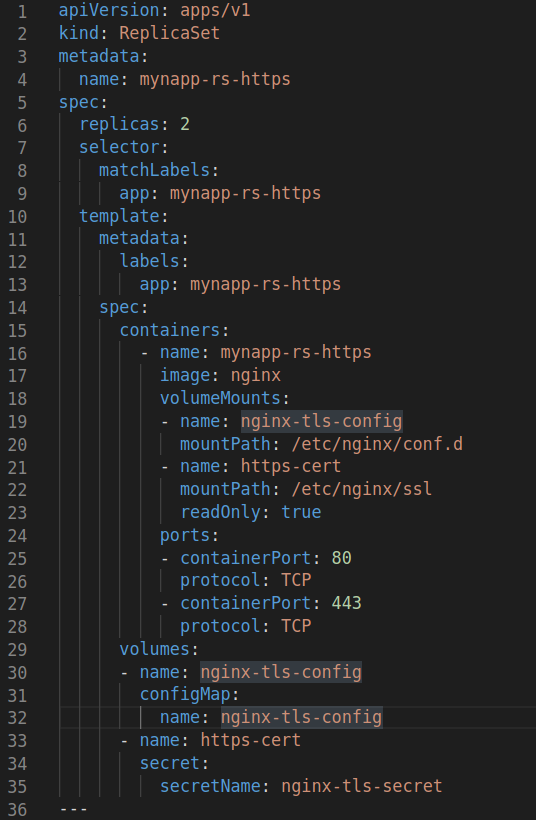 1 apiVersion: apps/v1
2 kind: ReplicaSet
3 metadata:
4   name: mynapp-rs-https
5 spec:
6   replicas: 2
7   selector:
8     matchLabels:
9       app: mynapp-rs-https
10   template:
11     metadata:
12       labels:
13         app: mynapp-rs-https
14     spec:
15       containers:
16         - name: mynapp-rs-https
17           image: nginx
18           volumeMounts:
19           - name: nginx-tls-config
20             mountPath: /etc/nginx/conf.d
21           - name: https-cert
22             mountPath: /etc/nginx/ssl
23             readOnly: true
24           ports:
25           - containerPort: 80
26             protocol: TCP
27           - containerPort: 443
28             protocol: TCP
29       volumes:
30       - name: nginx-tls-config
31         configMap:
32           name: nginx-tls-config
33       - name: https-cert
34         secret:
35           secretName: nginx-tls-secret
36 ---